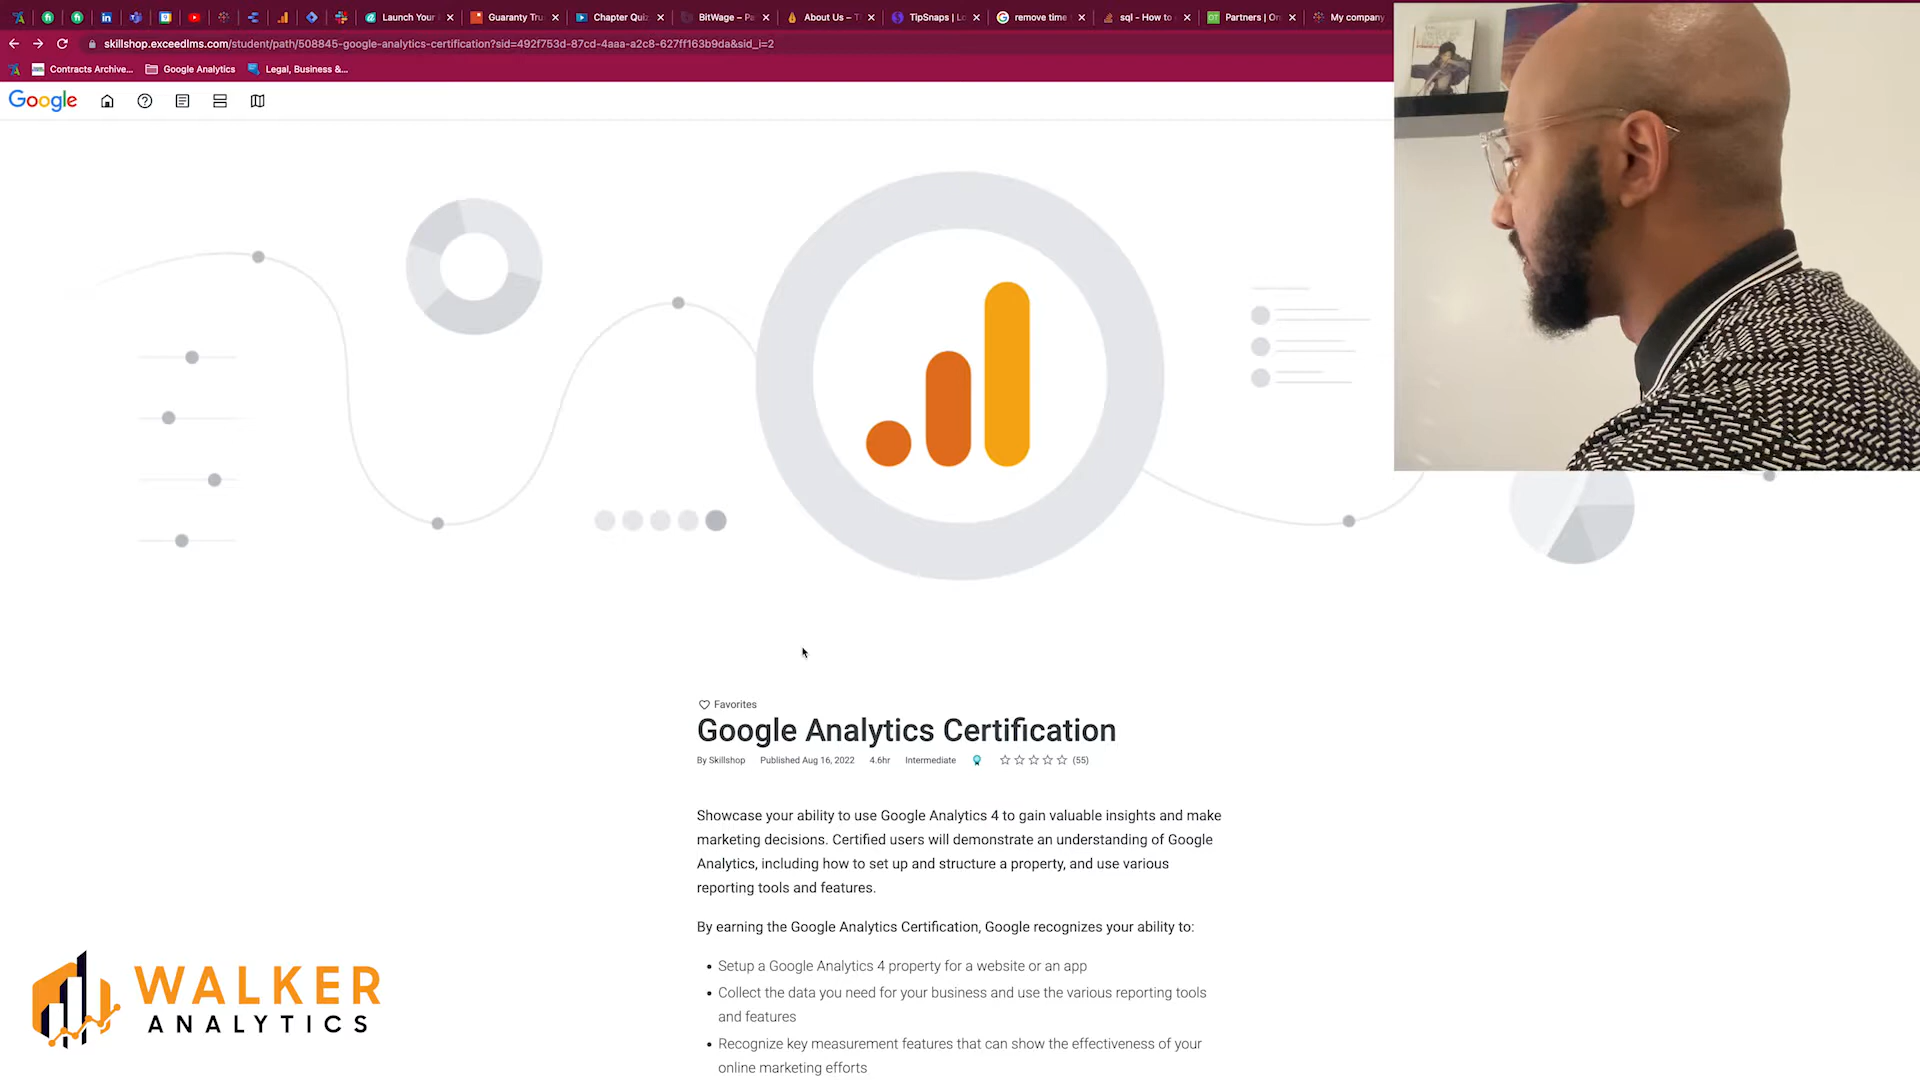 Launch Your
Guaranty Tru
Chapter Quiz
BitWage – Pa
About Us – T
TipSnaps | Lo
remove time
sql - How to
Partners | On
My company
skillshop.exceedlms.com/student/path/508845-google-analytics-certification?sid=492f753d-87cd-4aaa-a2c8-627ff163b9da&sid_i=2
Contracts Archive...
Google Analytics
Legal, Business &...
Google
Favorites
Google Analytics Certification
By Skillshop Published Aug 16, 2022 4.6hr Intermediate (55)
Showcase your ability to use Google Analytics 4 to gain valuable insights and make
marketing decisions. Certified users will demonstrate an understanding of Google
Analytics, including how to set up and structure a property, and use various
reporting tools and features.
By earning the Google Analytics Certification, Google recognizes your ability to:
• Setup a Google Analytics 4 property for a website or an app
• Collect the data you need for your business and use the various reporting tools
and features
• Recognize key measurement features that can show the effectiveness of your
online marketing efforts
WALKER
ANALYTICS